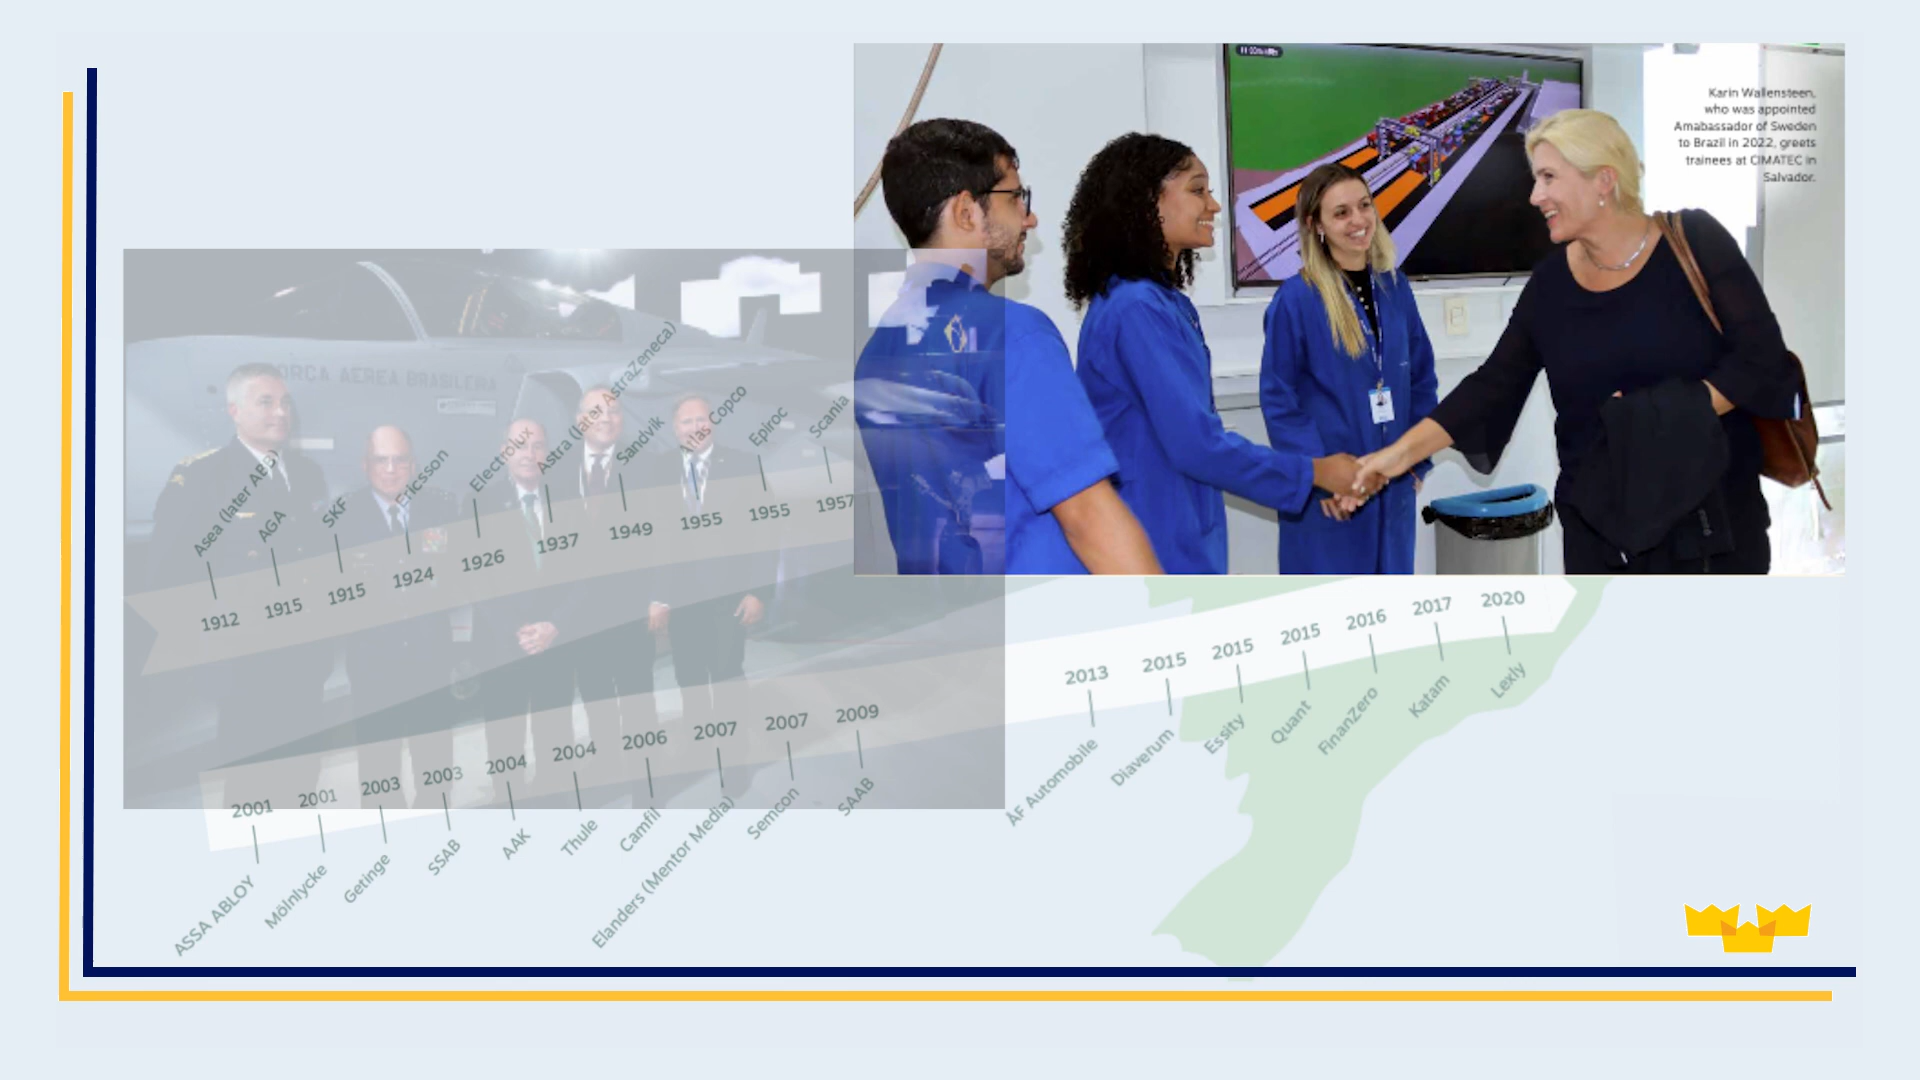 Karin Wallensteen,
who was appointed
Amabassador of Sweden
to Brazil in 2022, greets
trainees at CIMATEC in
Salvador.
FORCA AEREA BRASILEIRA
Asea (later ABB)
AGA
SKF
Ericsson
Electrolux
Astra (later AstraZeneca)
Sandvik
Atlas Copco
Epiroc
Scania
1912
1915
1915
1924
1926
1937
1949
1955
1955
1957
2001
2001
2003
2003
2004
2004
2006
2007
2007
2009
2013
2015
2015
2015
2016
2017
2020
ASSA ABLOY
Mölnlycke
Getinge
SSAB
AAK
Thule
Camfil
Elanders (Mentor Media)
Semcon
SAAB
ÅF Automobile
Diaverum
Essity
Quant
FinanZero
Katam
Lexly